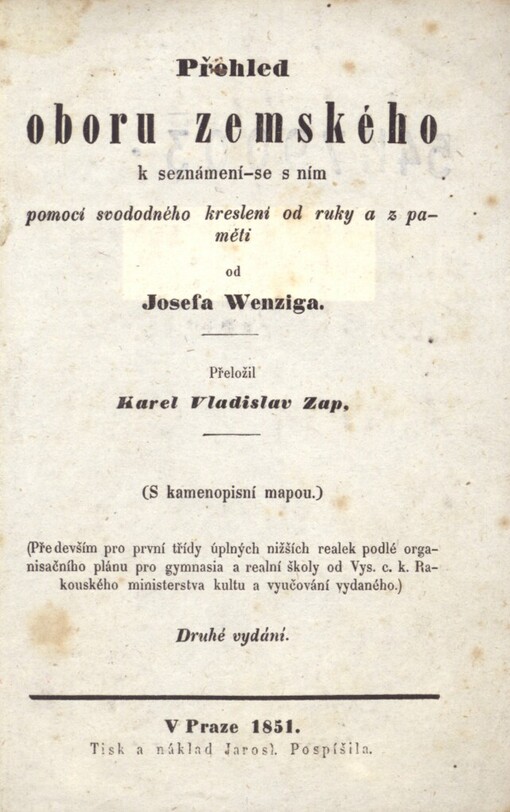 Přehled
oboru zemského
k seznámení-se s ním
pomocí svododného kreslení od ruky a z pa-
měti
od
Josefa Wenziga.
Přeložil
Karel Vladislav Zap,
(S kamenopisní mapou.)
(Především pro první třídy úplných nižších realek podlé orga-
nisačního plánu pro gymnasia a realní školy od Vys. c. k. Ra-
kouského ministerstva kultu a vyučování vydaného.)
Druhé vydání.
V Praze 1851.
Tisk a náklad Jarosl. Pospíšila.